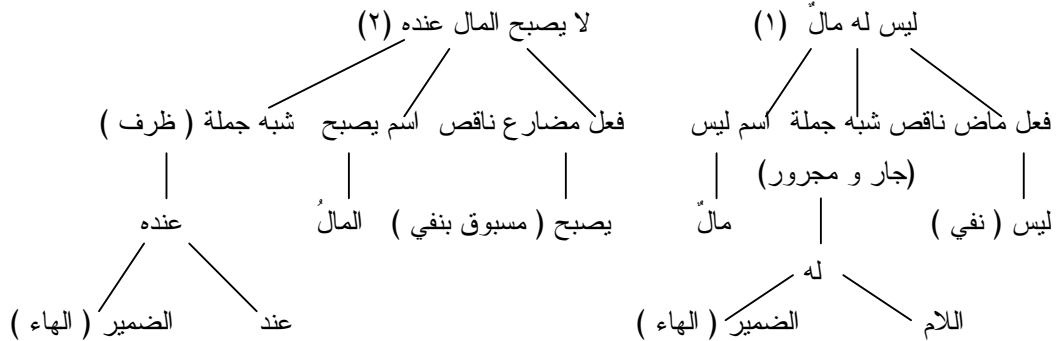 ليس له مالٌ (١)
لا يصبح المال عنده (٢)
فعل ماض ناقص شبه جملة اسم ليس
(جار و مجرور)
فعل مضارع ناقص اسم يصبح شبه جملة ( ظرف )
ليس ( نفي )
مالٌ
يصبح ( مسبوق بنفي )
المالُ
عنده
له
اللام
الضمير ( الهاء )
عند
الضمير ( الهاء )